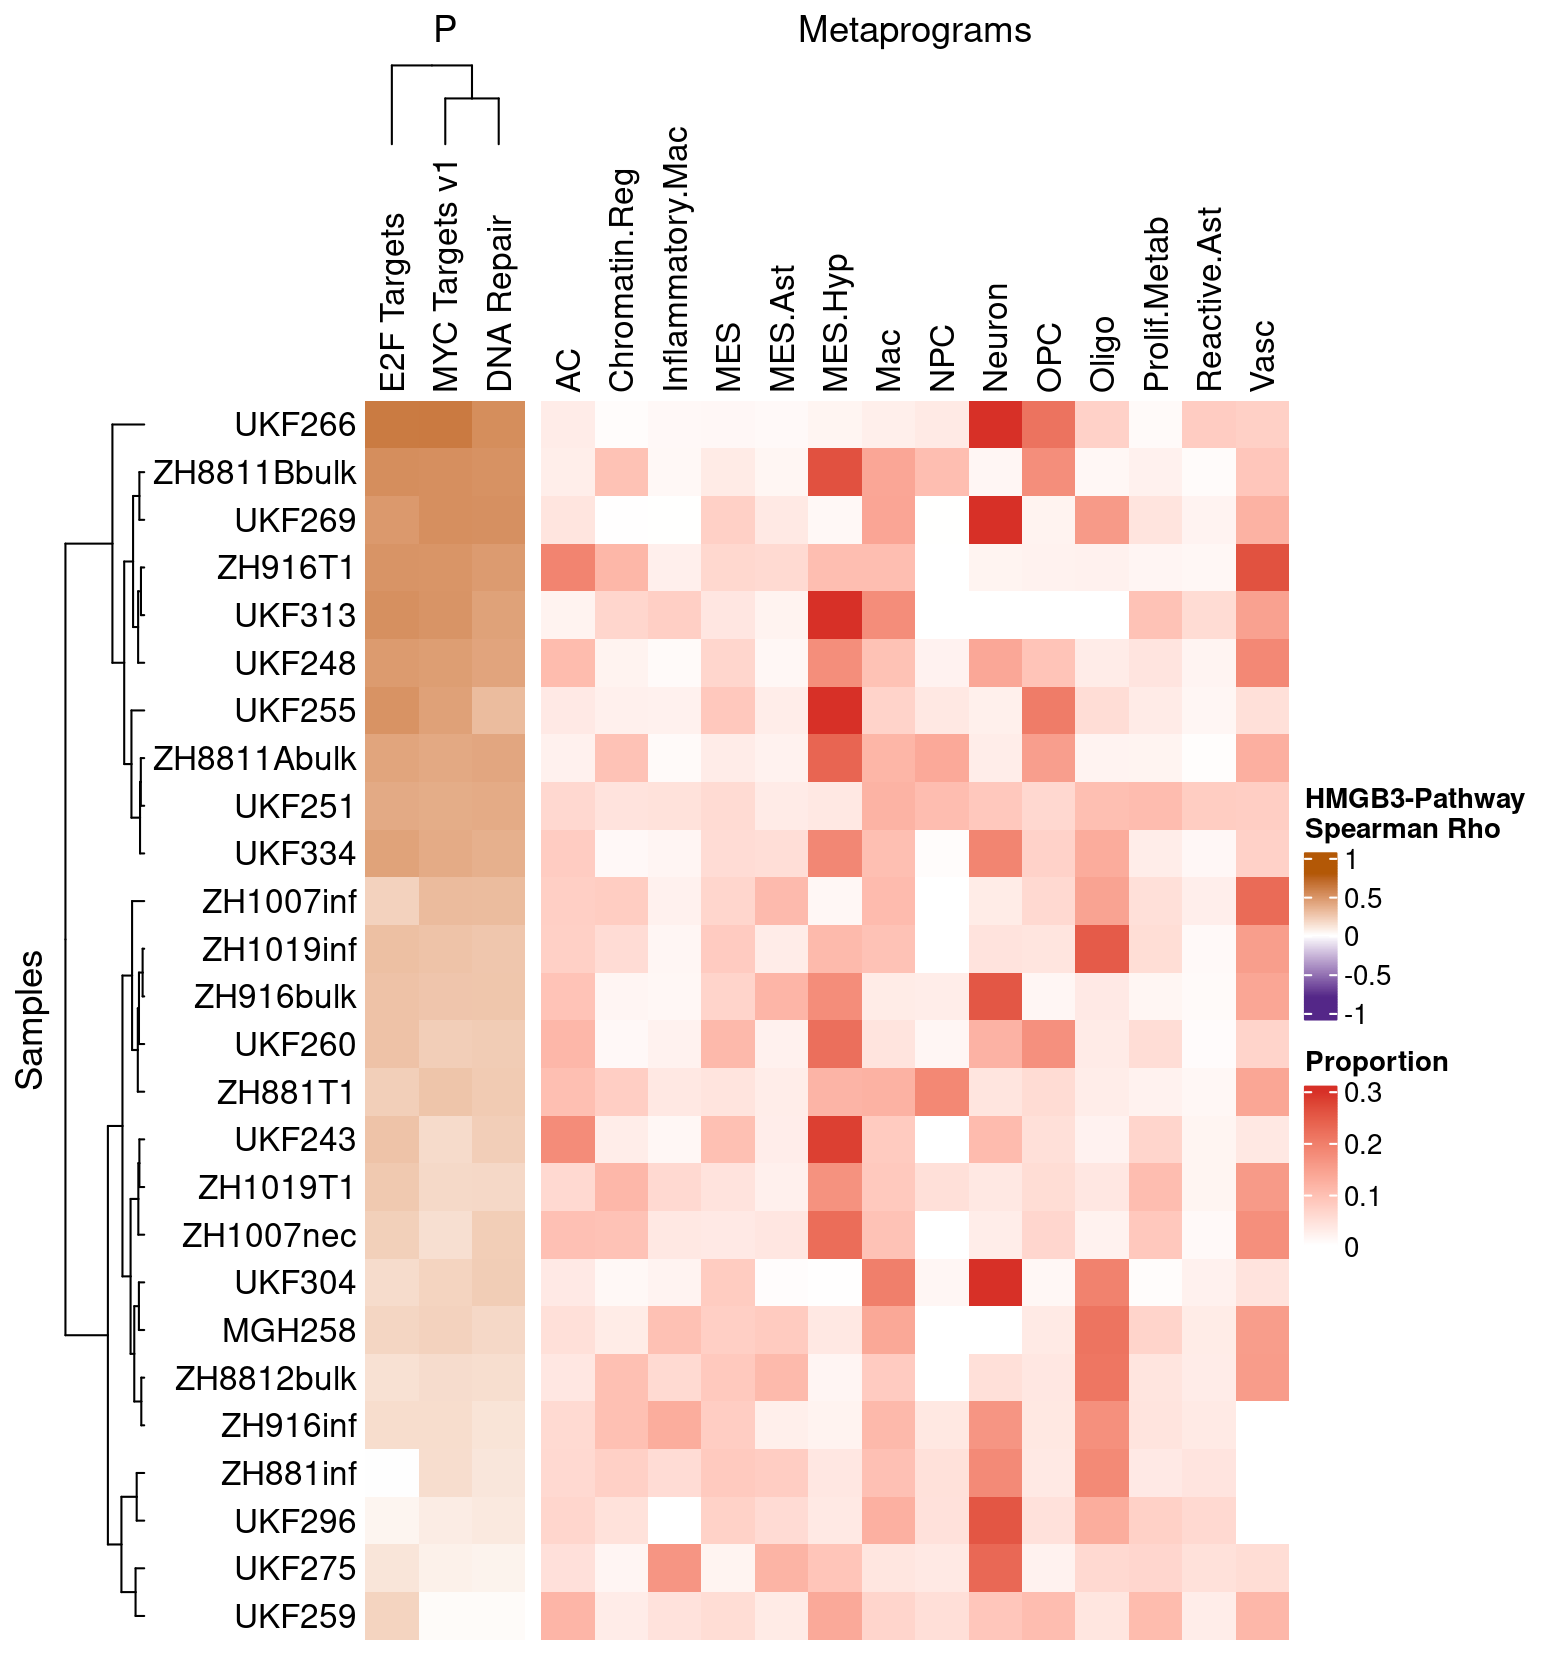 P
Metaprograms
E2F Targets
MYC Targets v1
DNA Repair
AC
Chromatin.Reg
Inflammatory.Mac
MES
MES.Ast
MES.Hyp
Mac
NPC
Neuron
OPC
Oligo
Prolif.Metab
Reactive.Ast
Vasc
Samples
UKF266
ZH8811Bbulk
UKF269
ZH916T1
UKF313
UKF248
UKF255
ZH8811Abulk
UKF251
UKF334
ZH1007inf
ZH1019inf
ZH916bulk
UKF260
ZH881T1
UKF243
ZH1019T1
ZH1007nec
UKF304
MGH258
ZH8812bulk
ZH916inf
ZH881inf
UKF296
UKF275
UKF259
HMGB3-Pathway
Spearman Rho
1
0.5
0
-0.5
-1
Proportion
0.3
0.2
0.1
0